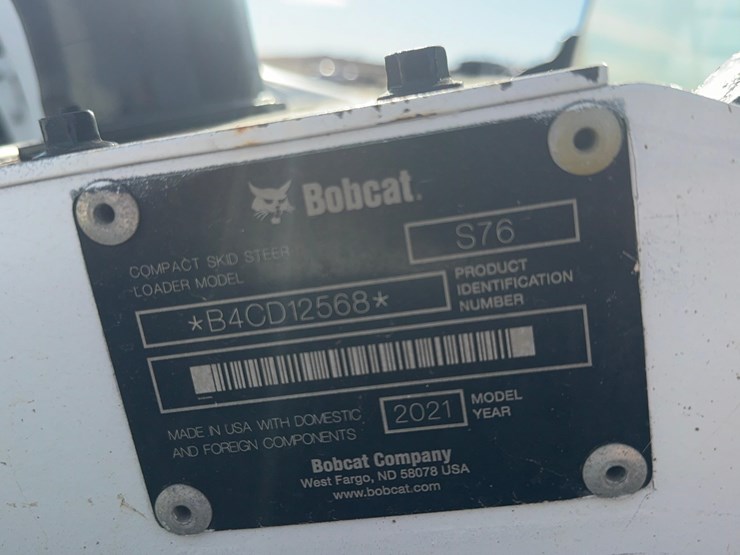 Bobcat.
COMPACT SKID STEER
LOADER MODEL
S76
*B4CD12568*
PRODUCT
IDENTIFICATION
NUMBER
MADE IN USA WITH DOMESTIC
AND FOREIGN COMPONENTS
2021
MODEL
YEAR
Bobcat Company
West Fargo, ND 58078 USA
www.bobcat.com